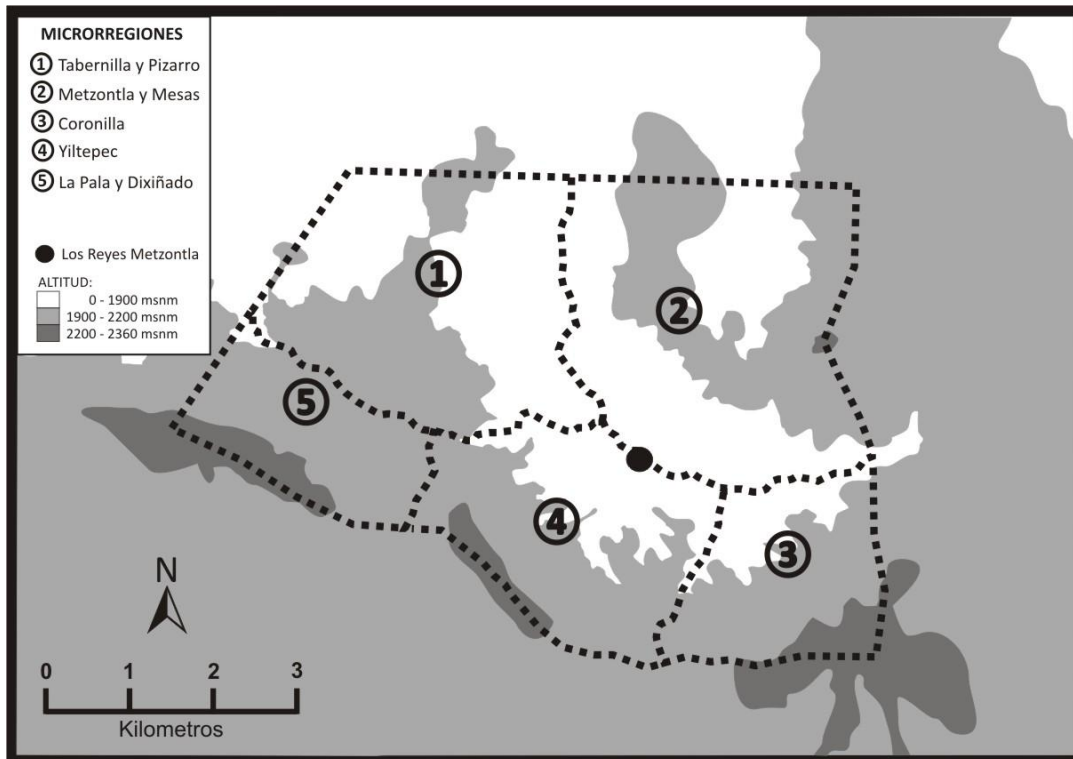 MICRORREGIONES
1 Tabernilla y Pizarro
2 Metzontla y Mesas
3 Coronilla
4 Yiltepec
5 La Pala y Dixiñado
Los Reyes Metzontla
ALTITUD:
0 - 1900 msnm
1900 - 2200 msnm
2200 - 2360 msnm
1
2
5
4
3
N
0 1 2 3
Kilometros